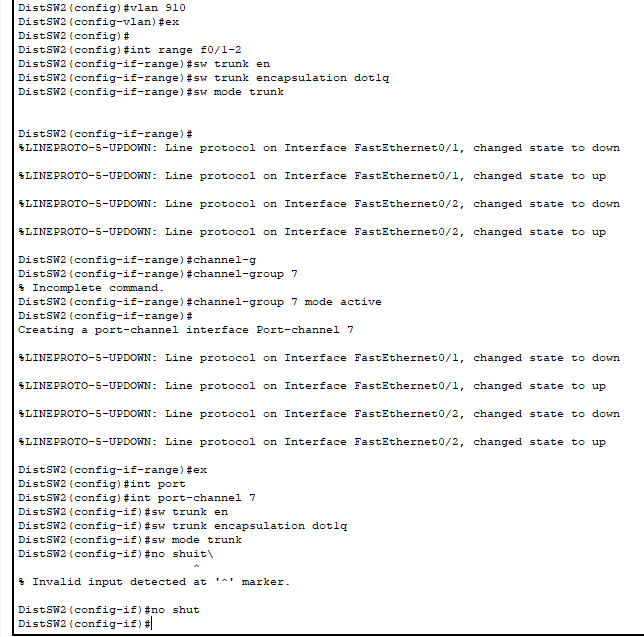 DistSW2(config)#vlan 910
DistSW2(config-vlan)#ex
DistSW2(config)#
DistSW2(config)#int range f0/1-2
DistSW2(config-if-range)#sw trunk en
DistSW2(config-if-range)#sw trunk encapsulation dot1q
DistSW2(config-if-range)#sw mode trunk
DistSW2(config-if-range)#
%LINEPROTO-5-UPDOWN: Line protocol on Interface FastEthernet0/1, changed state to down
%LINEPROTO-5-UPDOWN: Line protocol on Interface FastEthernet0/1, changed state to up
%LINEPROTO-5-UPDOWN: Line protocol on Interface FastEthernet0/2, changed state to down
%LINEPROTO-5-UPDOWN: Line protocol on Interface FastEthernet0/2, changed state to up
DistSW2(config-if-range)#channel-g
DistSW2(config-if-range)#channel-group 7
% Incomplete command.
DistSW2(config-if-range)#channel-group 7 mode active
DistSW2(config-if-range)#
Creating a port-channel interface Port-channel 7
%LINEPROTO-5-UPDOWN: Line protocol on Interface FastEthernet0/1, changed state to down
%LINEPROTO-5-UPDOWN: Line protocol on Interface FastEthernet0/1, changed state to up
%LINEPROTO-5-UPDOWN: Line protocol on Interface FastEthernet0/2, changed state to down
%LINEPROTO-5-UPDOWN: Line protocol on Interface FastEthernet0/2, changed state to up
DistSW2(config-if-range)#ex
DistSW2(config)#int port
DistSW2(config)#int port-channel 7
DistSW2(config-if)#sw trunk en
DistSW2(config-if)#sw trunk encapsulation dot1q
DistSW2(config-if)#sw mode trunk
DistSW2(config-if)#no shuit\
^
% Invalid input detected at '^' marker.
DistSW2(config-if)#no shut
DistSW2(config-if)#